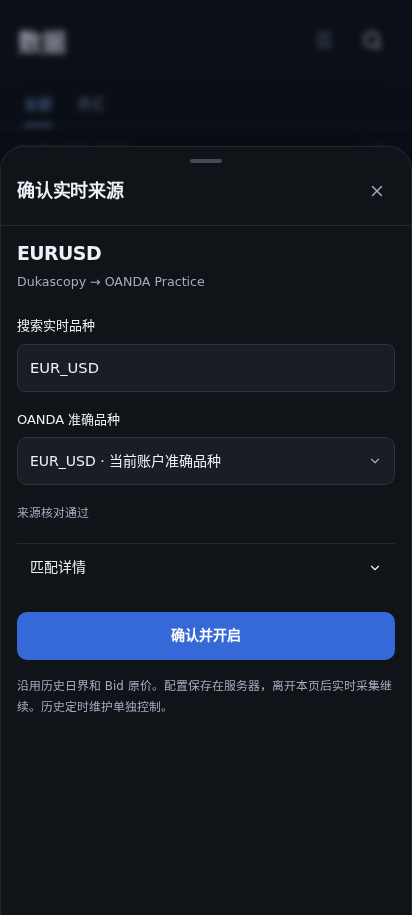 数据
全部 外汇
确认实时来源
EURUSD
Dukascopy → OANDA Practice
搜索实时品种
EUR_USD
OANDA 准确品种
EUR_USD · 当前账户准确品种
来源核对通过
匹配详情
确认并开启
沿用历史日界和 Bid 原价。配置保存在服务器，离开本页后实时采集继
续。历史定时维护单独控制。